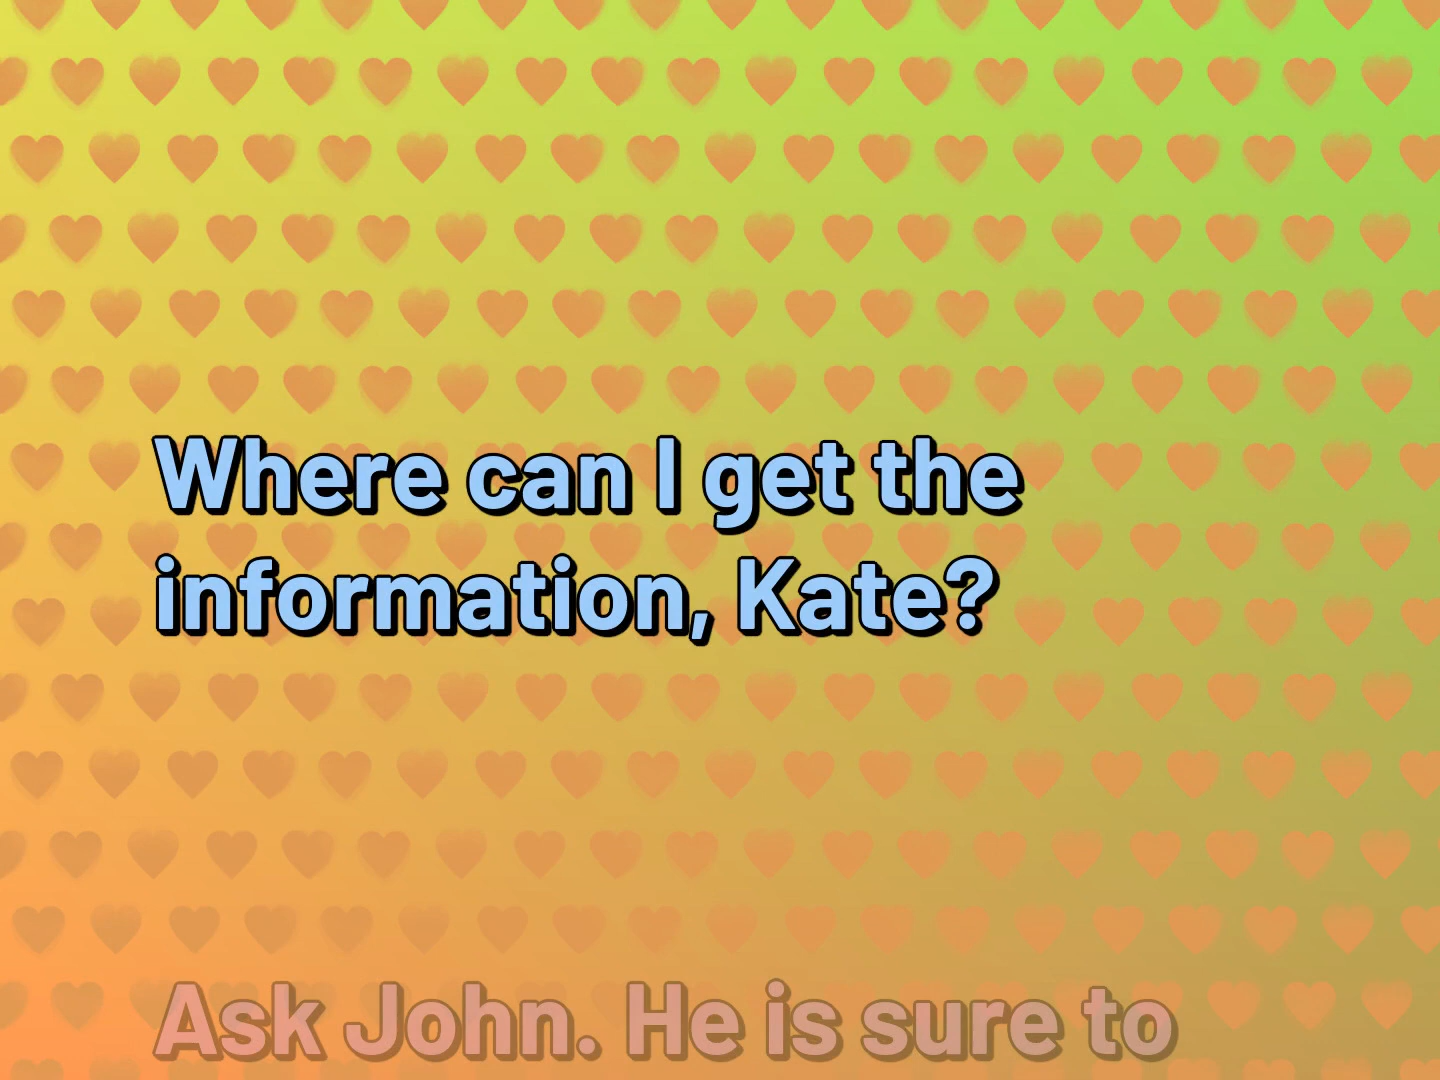 Where can I get the
information, Kate?
Ask John. He is sure to